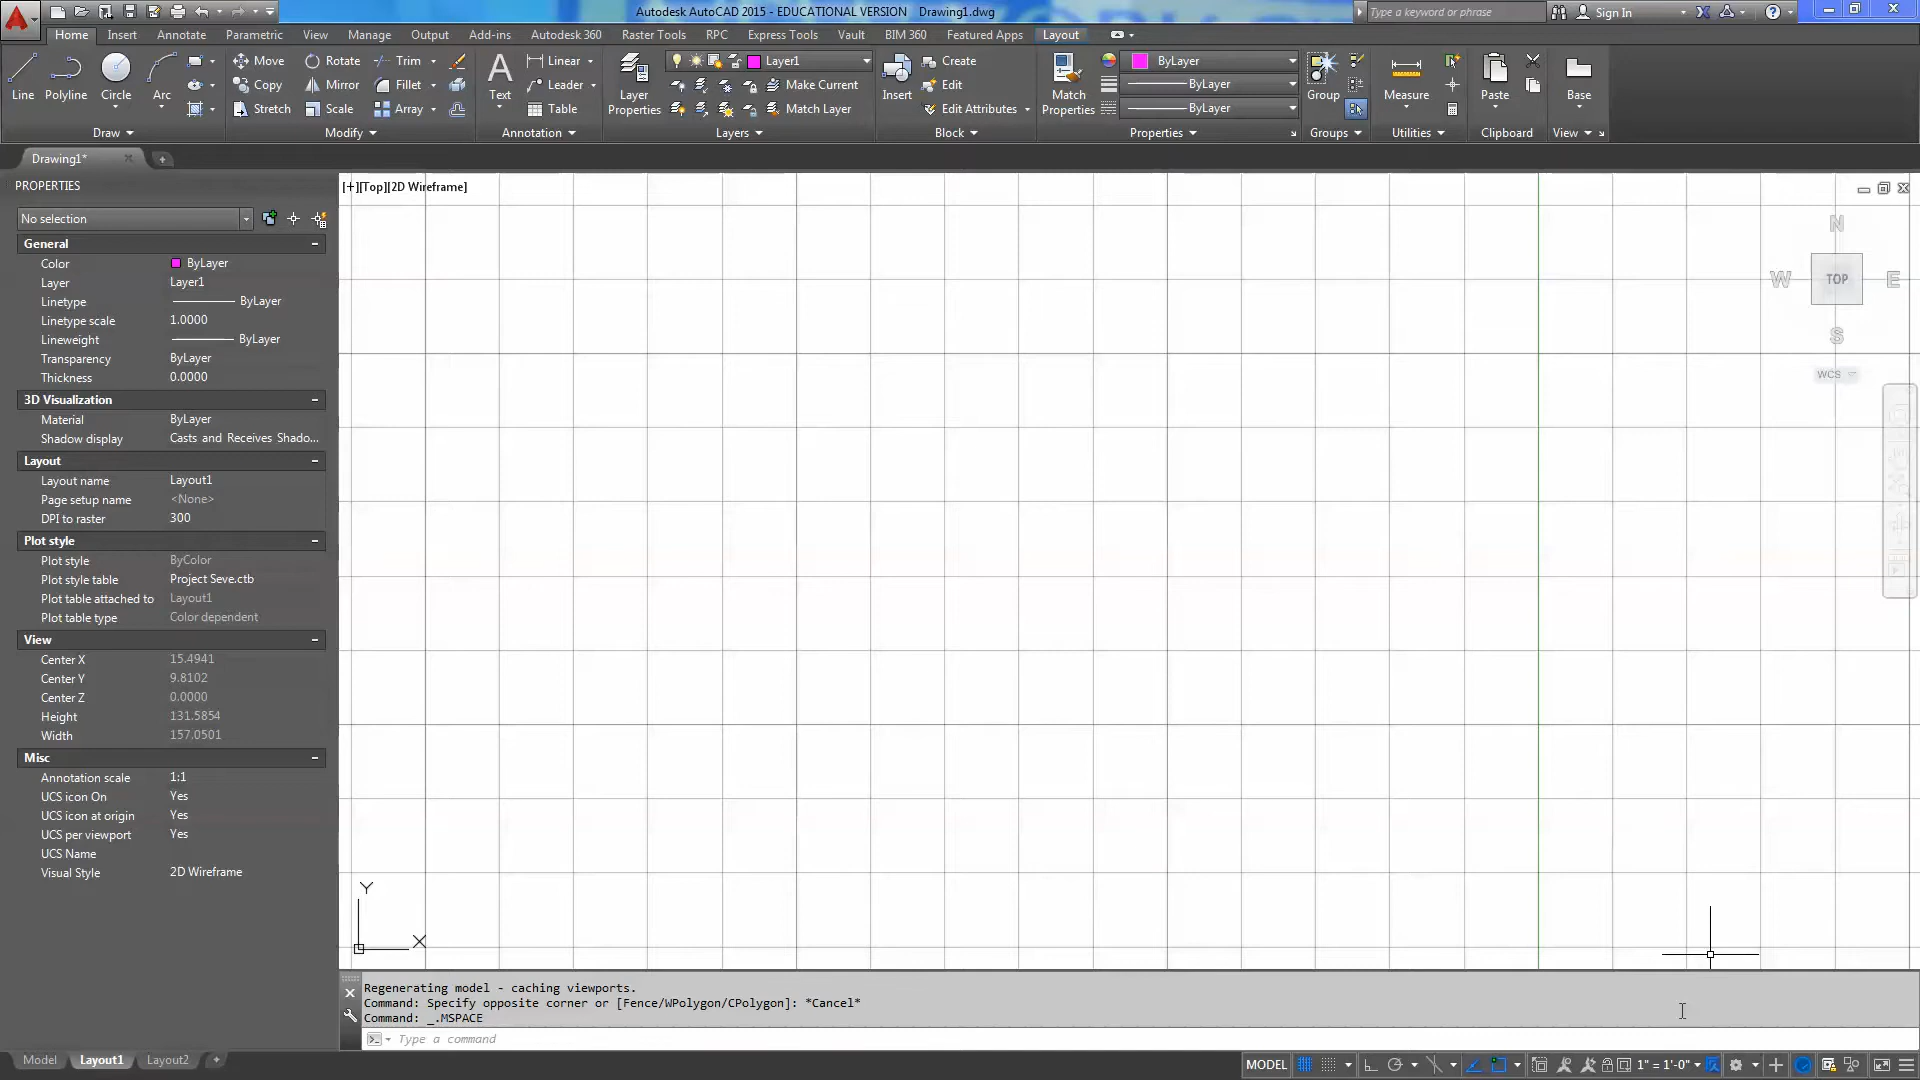 Autodesk AutoCAD 2015 - EDUCATIONAL VERSION Drawing1.dwg
Type a keyword or phrase
Sign In
Home Insert Annotate Parametric View Manage Output Add-ins Autodesk 360 Raster Tools RPC Express Tools Vault BIM 360 Featured Apps Layout
Line Polyline Circle Arc
Draw
Move Rotate Trim
Copy Mirror Fillet
Stretch Scale Array
Modify
Text
Linear
Leader
Table
Annotation
Layer Properties
Layer1
Make Current
Match Layer
Layers
Insert
Create
Edit
Edit Attributes
Block
Match Properties
ByLayer
ByLayer
ByLayer
Properties
Group
Groups
Measure
Utilities
Paste
Clipboard
Base
View
Drawing1*
PROPERTIES
No selection
General
Color ByLayer
Layer Layer1
Linetype ByLayer
Linetype scale 1.0000
Lineweight ByLayer
Transparency ByLayer
Thickness 0.0000
3D Visualization
Material ByLayer
Shadow display Casts and Receives Shado...
Layout
Layout name Layout1
Page setup name <None>
DPI to raster 300
Plot style
Plot style ByColor
Plot style table Project Seve.ctb
Plot table attached to Layout1
Plot table type Color dependent
View
Center X 15.4941
Center Y 9.8102
Center Z 0.0000
Height 131.5854
Width 157.0501
Misc
Annotation scale 1:1
UCS icon On Yes
UCS icon at origin Yes
UCS per viewport Yes
UCS Name
Visual Style 2D Wireframe
[+][Top][2D Wireframe]
N
W TOP E
S
WCS
Y
X
Regenerating model - caching viewports.
Command: Specify opposite corner or [Fence/WPolygon/CPolygon]: *Cancel*
Command: _.MSPACE
Type a command
Model Layout1 Layout2 +
MODEL 1" = 1'-0"